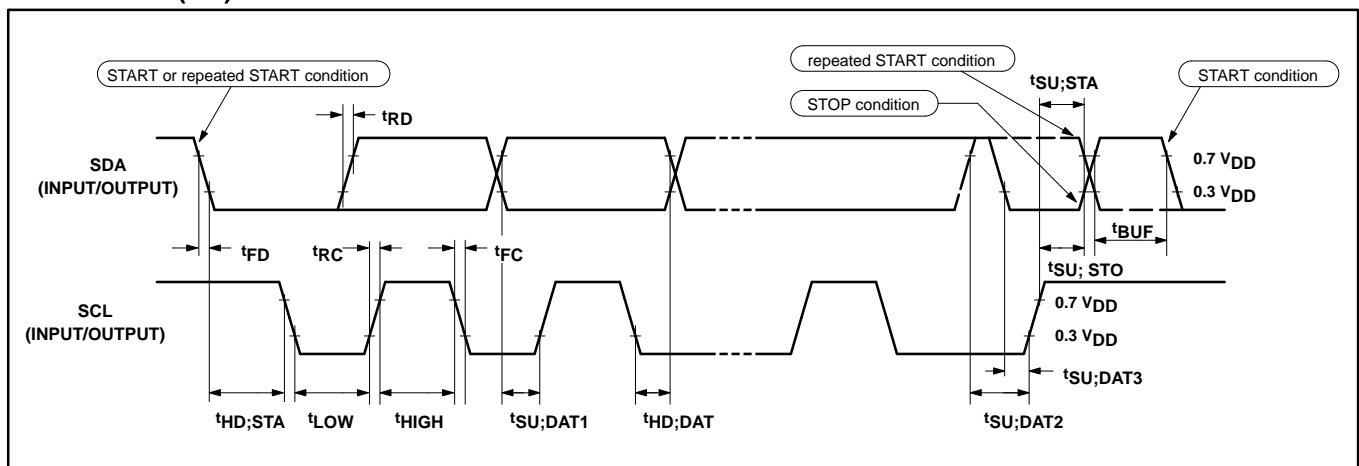 START or repeated START condition
repeated START condition
tSU;STA
START condition
STOP condition
tRD
SDA
(INPUT/OUTPUT)
0.7 VDD
0.3 VDD
tFD
tRC
tFC
tBUF
tSU; STO
SCL
(INPUT/OUTPUT)
0.7 VDD
0.3 VDD
tSU;DAT3
tHD;STA
tLOW
tHIGH
tSU;DAT1
tHD;DAT
tSU;DAT2